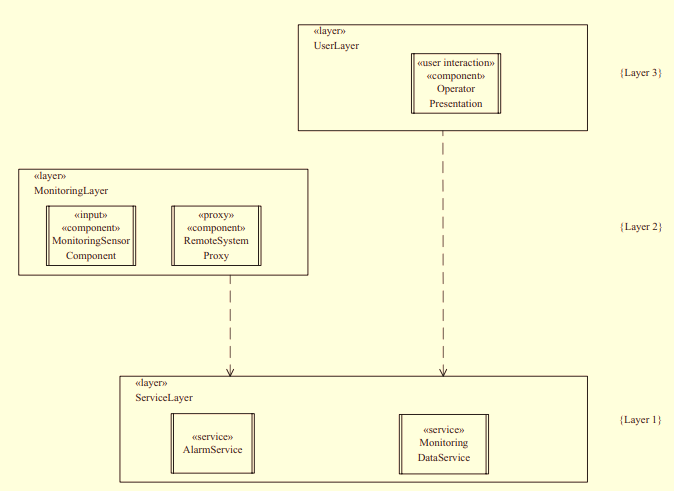 «layer»
UserLayer
«user interaction»
«component»
Operator
Presentation
{Layer 3}
«layer»
MonitoringLayer
«input»
«component»
MonitoringSensor
Component
«proxy»
«component»
RemoteSystem
Proxy
{Layer 2}
«layer»
ServiceLayer
«service»
AlarmService
«service»
Monitoring
DataService
{Layer 1}